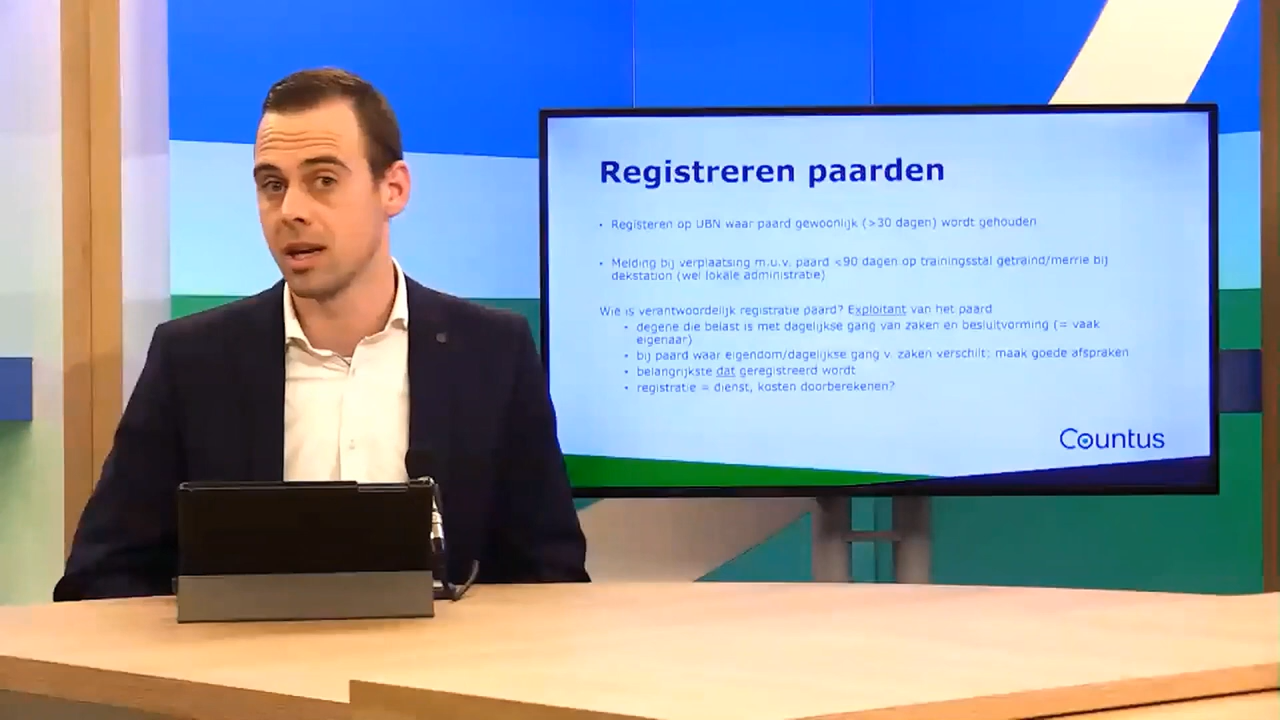 Registreren paarden
• Registeren op UBN waar paard gewoonlijk (>30 dagen) wordt gehouden
• Melding bij verplaatsing m.u.v. paard <90 dagen op trainingsstal getraind/merrie bij
dekstation (wel lokale administratie)
Wie is verantwoordelijk registratie paard? Exploitant van het paard
• degene die belast is met dagelijkse gang van zaken en besluitvorming (= vaak
eigenaar)
• bij paard waar eigendom/dagelijkse gang v. zaken verschilt: maak goede afspraken
• belangrijkste dat geregistreerd wordt
• registratie = dienst, kosten doorberekenen?
Countus